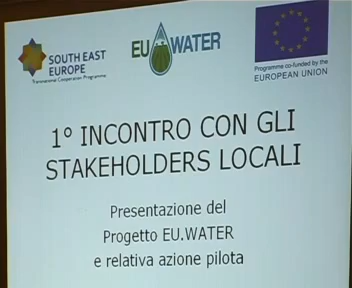 SOUTH EAST
EUROPE
Transnational Cooperation Programme
EU WATER
Programme co-funded by the
EUROPEAN UNION
1° INCONTRO CON GLI
STAKEHOLDERS LOCALI
Presentazione del
Progetto EU.WATER
e relativa azione pilota